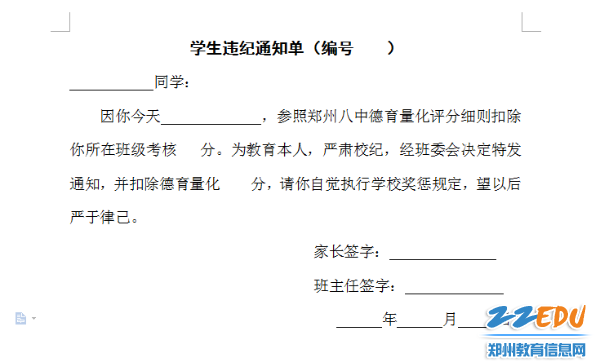 学生违纪通知单（编号　　）
___________同学：
因你今天_____________，参照郑州八中德育量化评分细则扣除
你所在班级考核　　分。为教育本人，严肃校纪，经班委会决定特发
通知，并扣除德育量化　　分，请你自觉执行学校奖惩规定，望以后
严于律己。
家长签字：______________
班主任签字：_____________
______年______月____
ZZEDU
郑州教育信息网